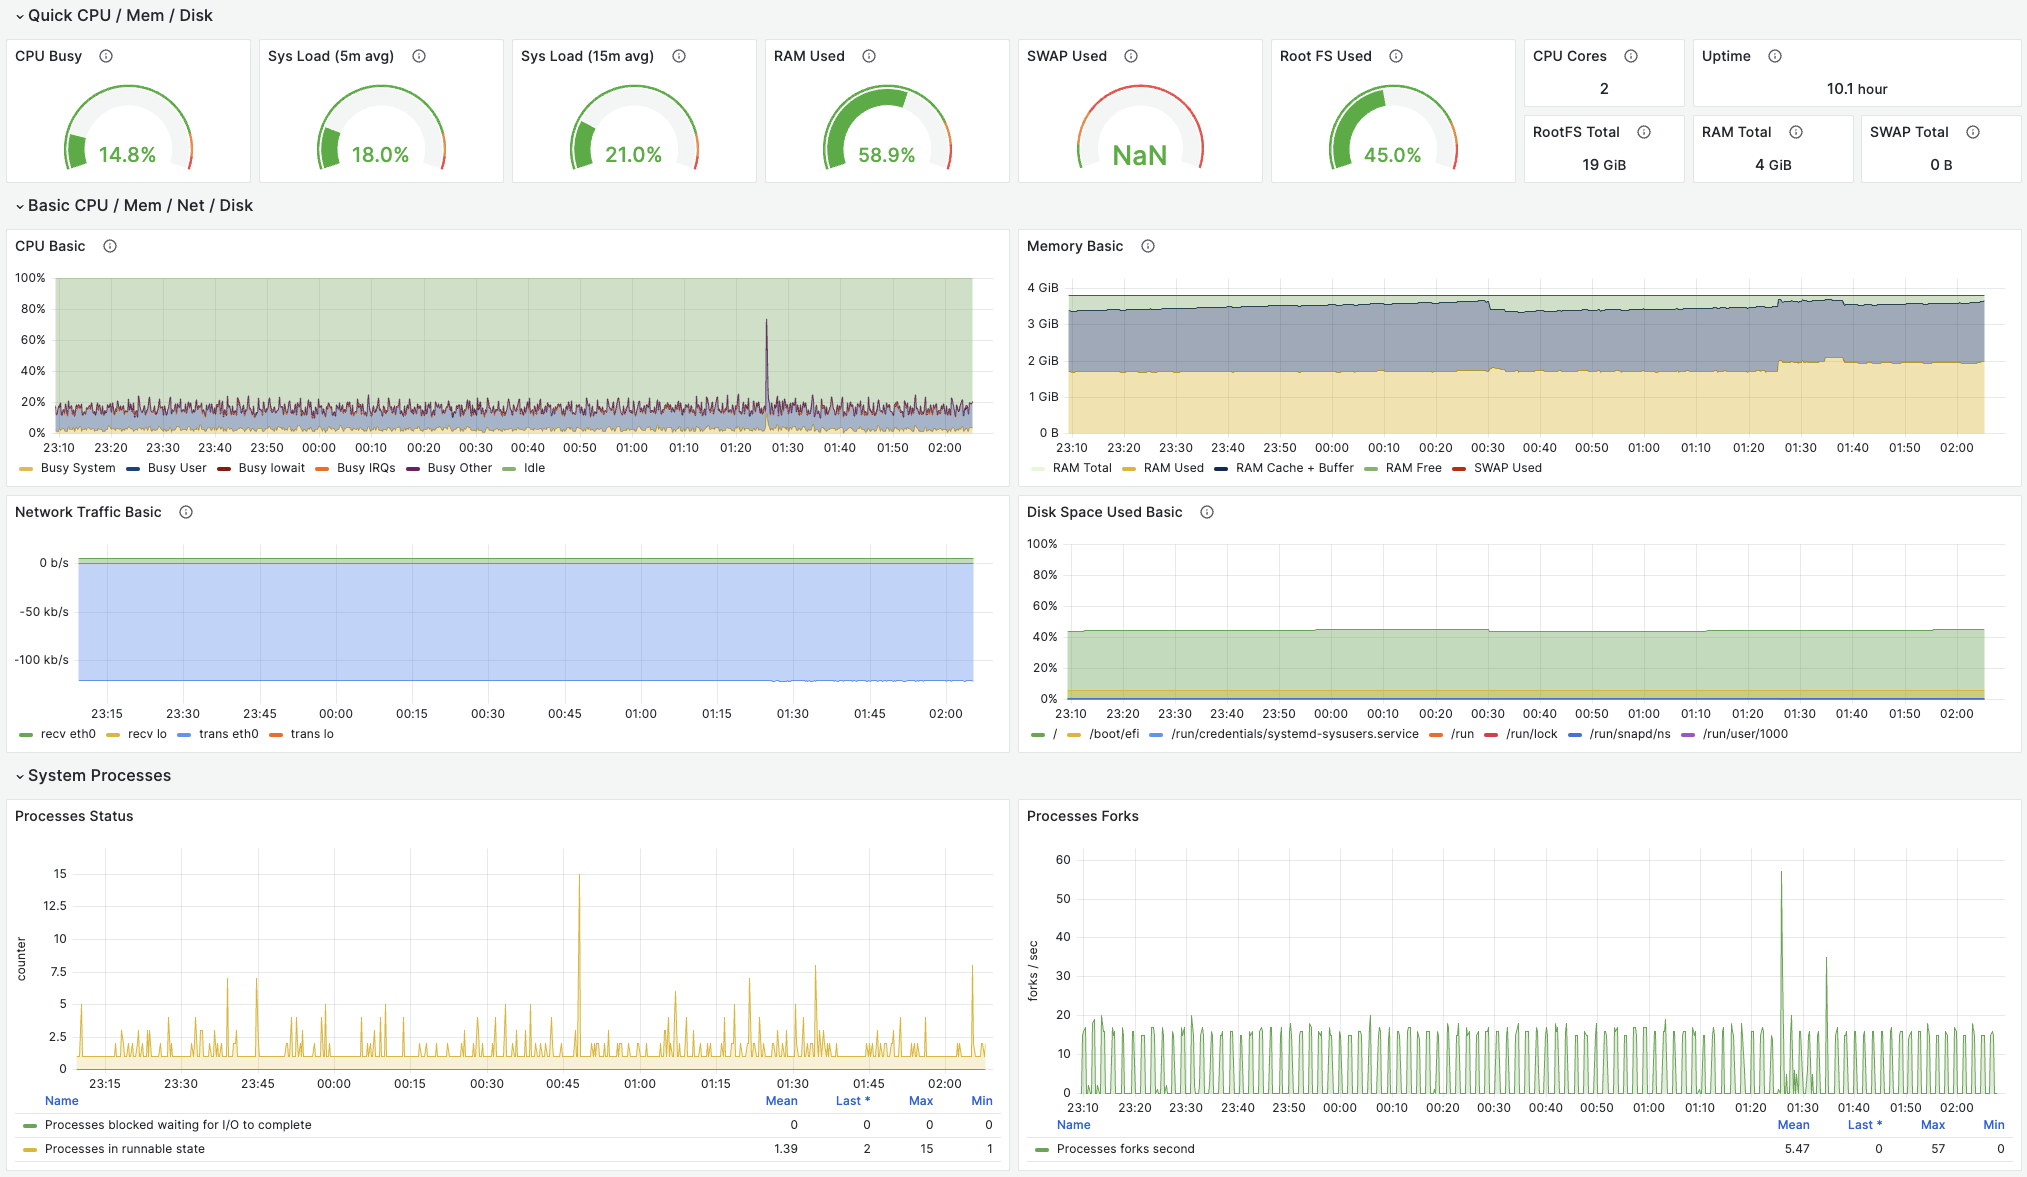 Quick CPU / Mem / Disk
CPU Busy
14.8%
Sys Load (5m avg)
18.0%
Sys Load (15m avg)
21.0%
RAM Used
58.9%
SWAP Used
NaN
Root FS Used
45.0%
CPU Cores
2
Uptime
10.1 hour
RootFS Total
19 GiB
RAM Total
4 GiB
SWAP Total
0 B
Basic CPU / Mem / Net / Disk
CPU Basic
100%
80%
60%
40%
20%
0%
23:10 23:20 23:30 23:40 23:50 00:00 00:10 00:20 00:30 00:40 00:50 01:00 01:10 01:20 01:30 01:40 01:50 02:00
Busy System Busy User Busy Iowait Busy IRQs Busy Other Idle
Memory Basic
4 GiB
3 GiB
2 GiB
1 GiB
0 B
23:10 23:20 23:30 23:40 23:50 00:00 00:10 00:20 00:30 00:40 00:50 01:00 01:10 01:20 01:30 01:40 01:50 02:00
RAM Total RAM Used RAM Cache + Buffer RAM Free SWAP Used
Network Traffic Basic
0 b/s
-50 kb/s
-100 kb/s
23:15 23:30 23:45 00:00 00:15 00:30 00:45 01:00 01:15 01:30 01:45 02:00
recv eth0 recv lo trans eth0 trans lo
Disk Space Used Basic
100%
80%
60%
40%
20%
0%
23:10 23:20 23:30 23:40 23:50 00:00 00:10 00:20 00:30 00:40 00:50 01:00 01:10 01:20 01:30 01:40 01:50 02:00
/ /boot/efi /run/credentials/systemd-sysusers.service /run /run/lock /run/snapd/ns /run/user/1000
System Processes
Processes Status
counter
15
12.5
10
7.5
5
2.5
0
23:15 23:30 23:45 00:00 00:15 00:30 00:45 01:00 01:15 01:30 01:45 02:00
Name Mean Last * Max Min
Processes blocked waiting for I/O to complete 0 0 0 0
Processes in runnable state 1.39 2 15 1
Processes Forks
forks / sec
60
50
40
30
20
10
0
23:10 23:20 23:30 23:40 23:50 00:00 00:10 00:20 00:30 00:40 00:50 01:00 01:10 01:20 01:30 01:40 01:50 02:00
Name Mean Last * Max Min
Processes forks second 5.47 0 57 0